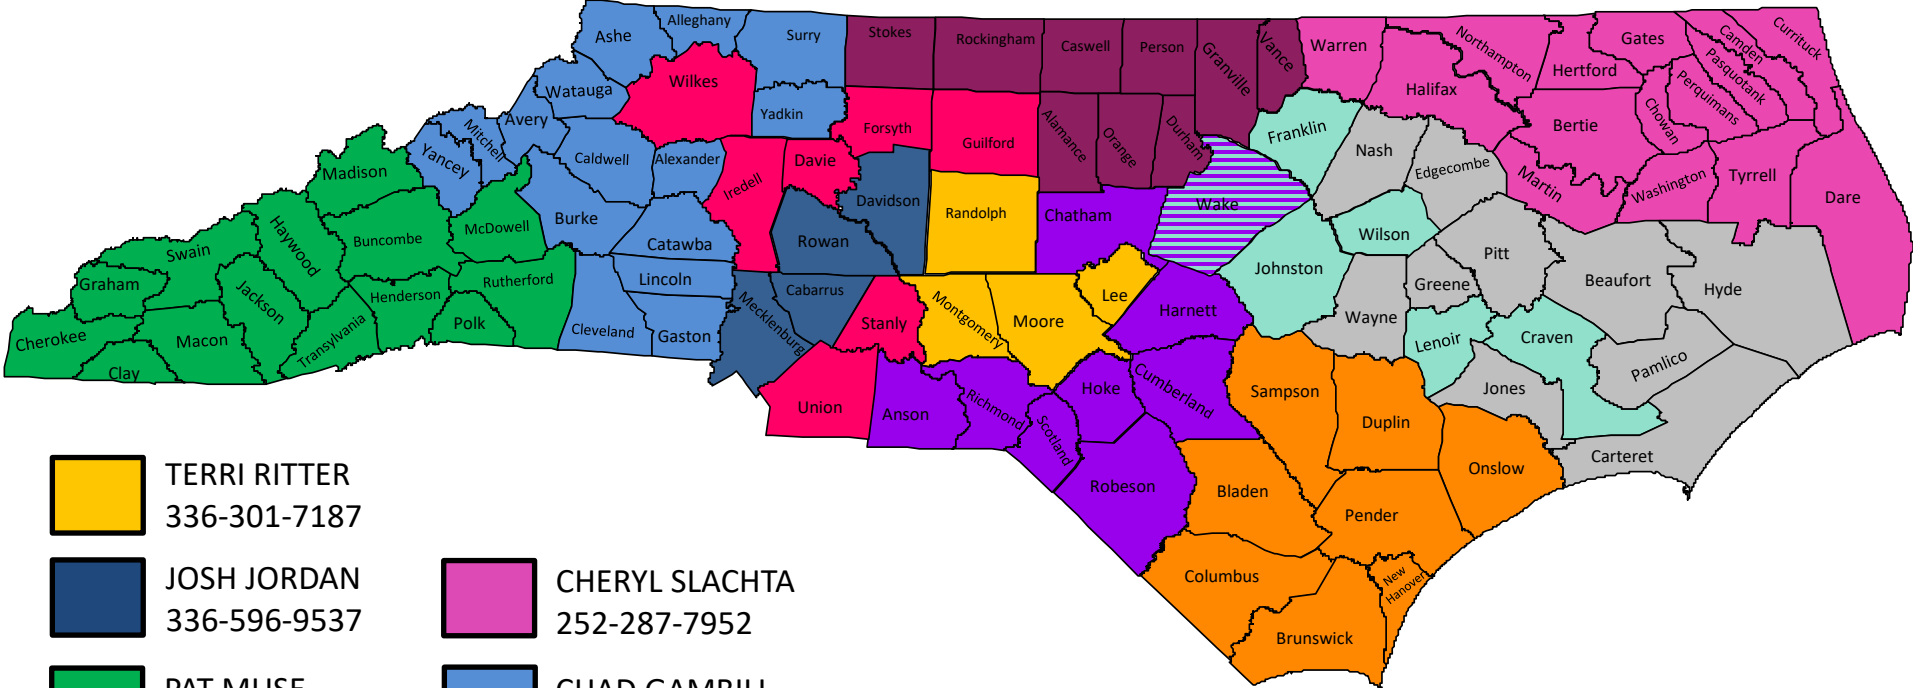 Ashe
Alleghany
Surry
Stokes
Rockingham
Caswell
Person
Granville
Vance
Warren
Northampton
Gates
Camden
Currituck
Hertford
Pasquotank
Perquimans
Chowan
Halifax
Bertie
Wilkes
Watauga
Yadkin
Forsyth
Guilford
Alamance
Orange
Durham
Franklin
Nash
Edgecombe
Martin
Washington
Tyrrell
Dare
Avery
Mitchell
Yancey
Caldwell
Alexander
Iredell
Davie
Davidson
Randolph
Chatham
Wake
Wilson
Madison
Buncombe
McDowell
Burke
Catawba
Rowan
Johnston
Greene
Pitt
Beaufort
Hyde
Swain
Haywood
Graham
Jackson
Henderson
Rutherford
Lincoln
Mecklenburg
Cabarrus
Stanly
Montgomery
Moore
Lee
Harnett
Wayne
Lenoir
Craven
Pamlico
Cherokee
Macon
Clay
Transylvania
Polk
Cleveland
Gaston
Union
Anson
Richmond
Scotland
Hoke
Cumberland
Sampson
Duplin
Jones
Carteret
Onslow
Robeson
Bladen
Pender
Columbus
New
Hanover
Brunswick
TERRI RITTER
336-301-7187
JOSH JORDAN
336-596-9537
CHERYL SLACHTA
252-287-7952
PAT MUSE
CHAD GAMBILL